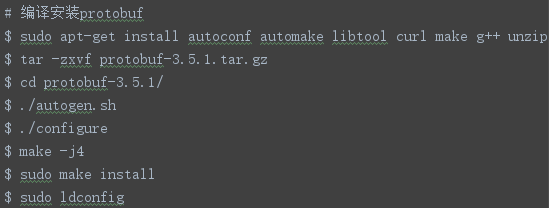 # 编译安装protobuf
$ sudo apt-get install autoconf automake libtool curl make g++ unzip
$ tar -zxvf protobuf-3.5.1.tar.gz
$ cd protobuf-3.5.1/
$ ./autogen.sh
$ ./configure
$ make -j4
$ sudo make install
$ sudo ldconfig